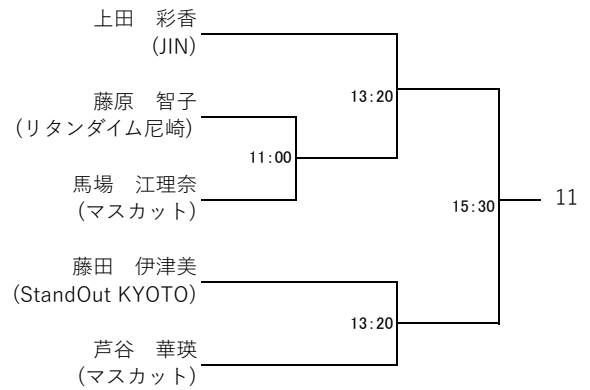 上田　彩香
(JIN)
13:20
藤原　智子
(リタンダイム尼崎)
11:00
馬場　江理奈
(マスカット)
15:30
11
藤田　伊津美
(StandOut KYOTO)
13:20
芦谷　華瑛
(マスカット)